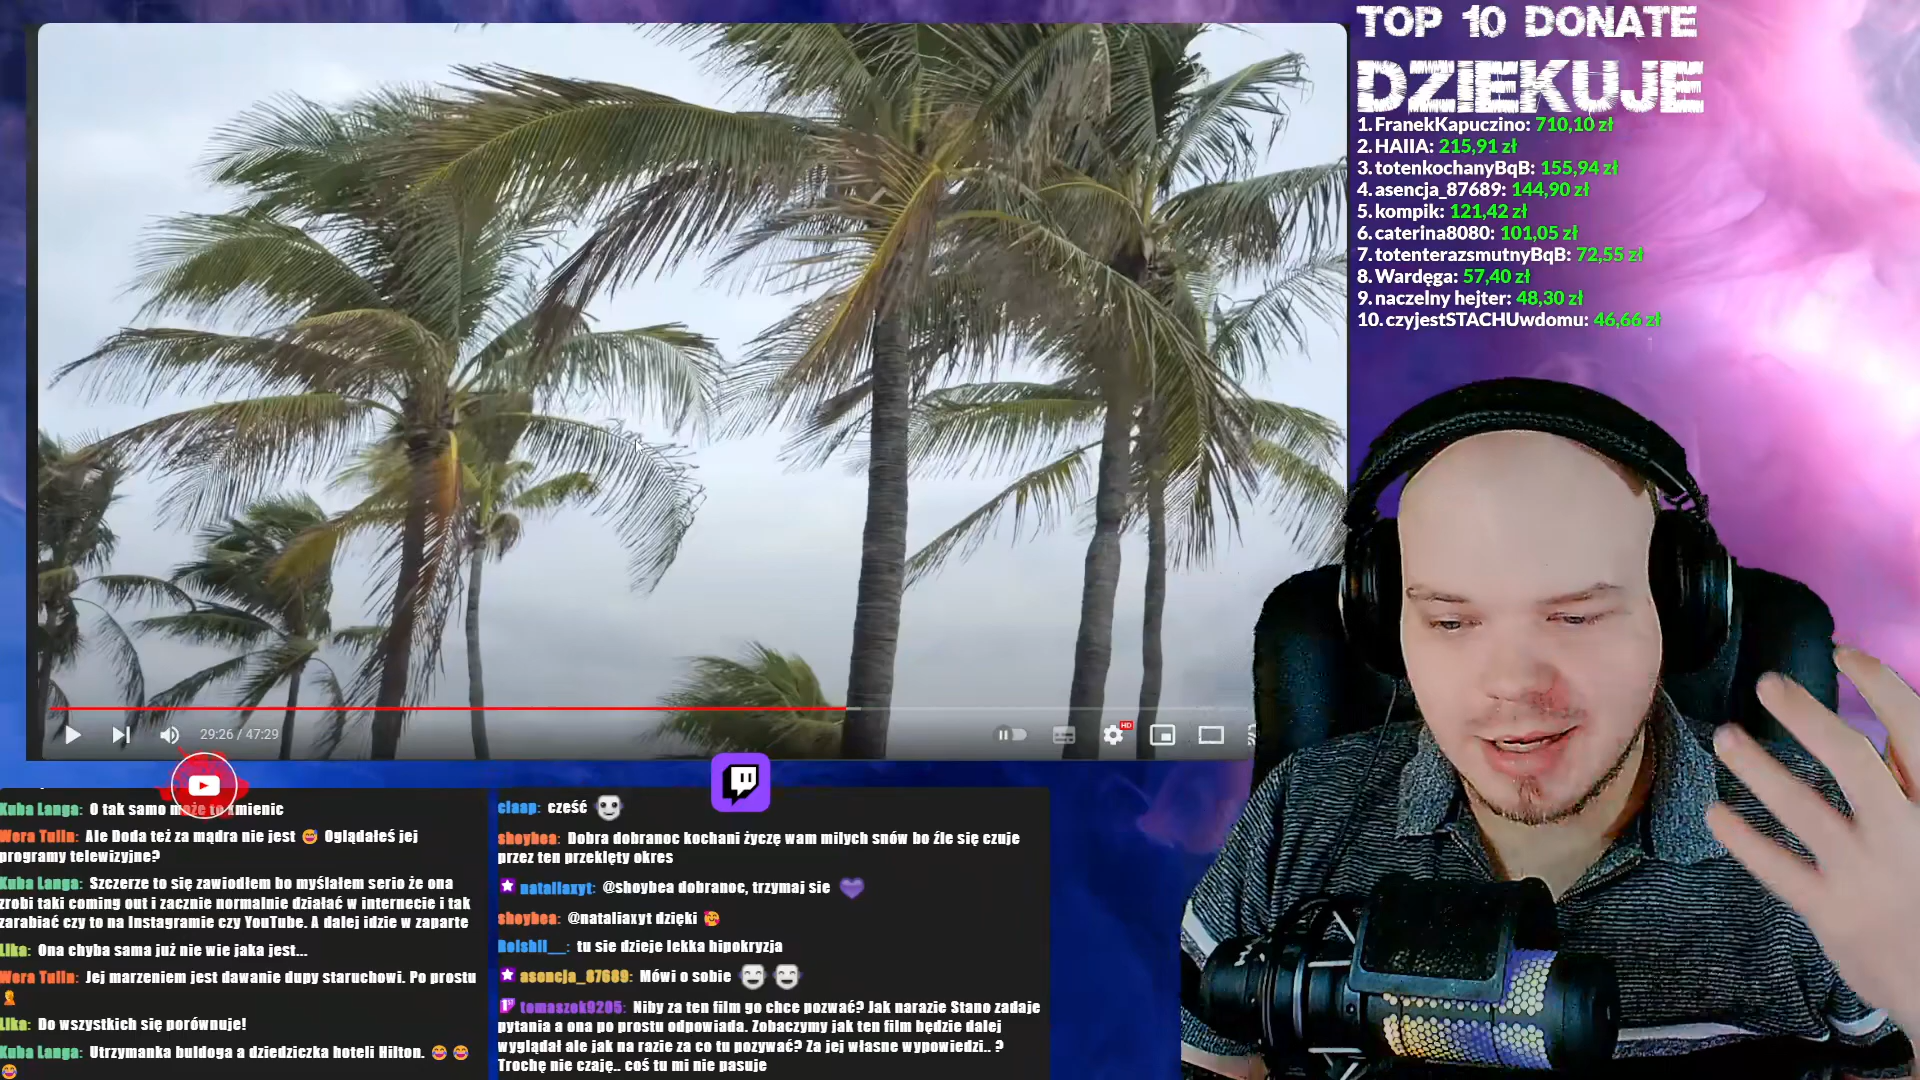 TOP 10 DONATE
DZIEKUJE
1. FranekKapuczino: 710,10 zł
2. HAIIA: 215,91 zł
3. totenkochanyBqB: 155,94 zł
4. asencja_87689: 144,90 zł
5. kompik: 121,42 zł
6. caterina8080: 101,05 zł
7. totenterazsmutnyBqB: 72,55 zł
8. Wardęga: 57,40 zł
9. naczelny hejter: 48,30 zł
10. czyjestSTACHUwdomu: 46,66 zł
29:26 / 47:29
HD
Kuba Langa: O tak samo może to zmienic
Wera Tulin: Ale Doda też za mądra nie jest 😅 Oglądałeś jej
programy telewizyjne?
Kuba Langa: Szczerze to się zawiodłem bo myślałem serio że ona
zrobi taki coming out i zacznie normalnie działać w internecie i tak
zarabiać czy to na Instagramie czy YouTube. A dalej idzie w zaparte
Lika: Ona chyba sama już nie wie jaka jest...
Wera Tulin: Jej marzeniem jest dawanie dupy staruchowi. Po prostu
🤦
Lika: Do wszystkich się porównuje!
Kuba Langa: Utrzymanka buldoga a dziedziczka hoteli Hilton. 😂 😂
😂
claap: cześć
shoybea: Dobra dobranoc kochani życzę wam milych snów bo źle się czuje
przez ten przeklęty okres
nataliaxyt: @shoybea dobranoc, trzymaj sie 💜
shoybea: @nataliaxyt dzięki 🥰
Bolshii__: tu sie dzieje lekka hipokryzja
asencja_87689: Mówi o sobie
tomaszek9205: Niby za ten film go chce pozwać? Jak narazie Stano zadaje
pytania a ona po prostu odpowiada. Zobaczymy jak ten film będzie dalej
wyglądał ale jak na razie za co tu pozywać? Za jej własne wypowiedzi.. ?
Trochę nie czaję.. coś tu mi nie pasuje